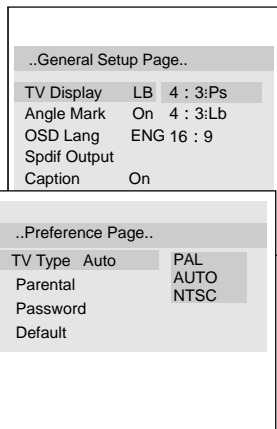 ..General Setup Page..
TV Display LB 4 : 3:Ps
Angle Mark On 4 : 3:Lb
OSD Lang ENG 16 : 9
Spdif Output
Caption On
..Preference Page..
TV Type Auto PAL
Parental AUTO
NTSC
Password
Default